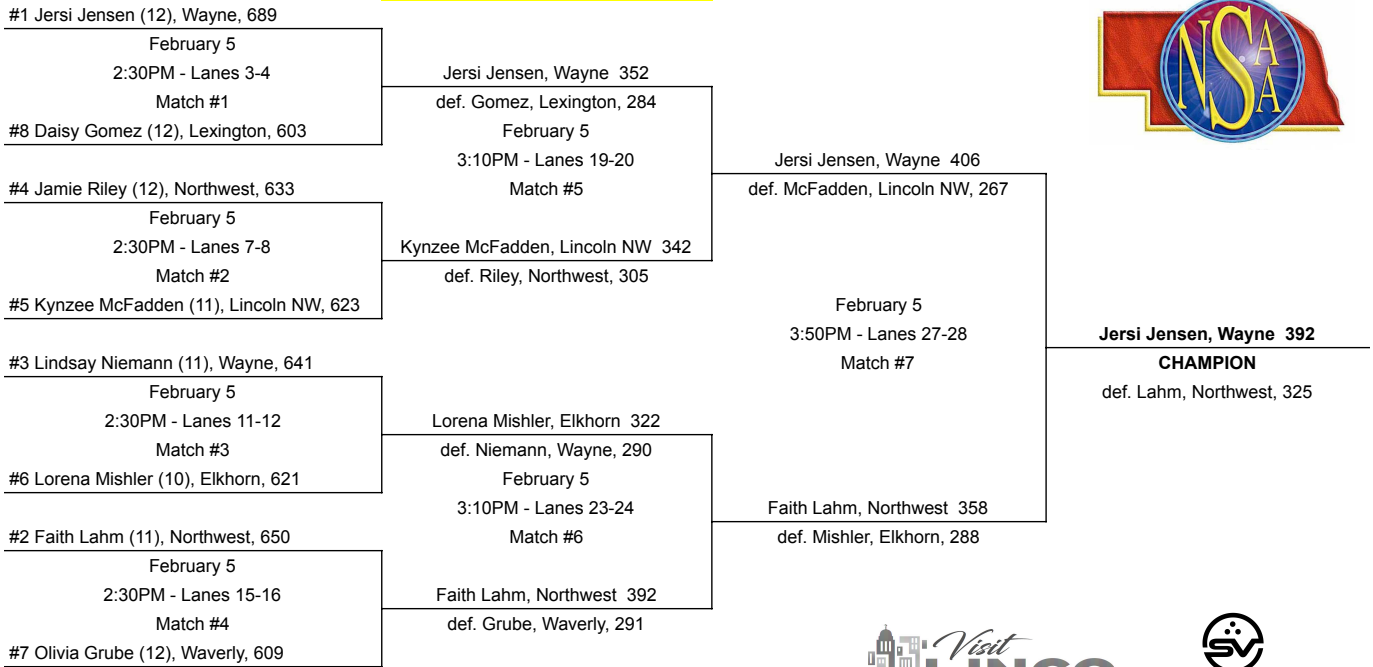 #1 Jersi Jensen (12), Wayne, 689
February 5
2:30PM - Lanes 3-4
Match #1
#8 Daisy Gomez (12), Lexington, 603
#4 Jamie Riley (12), Northwest, 633
February 5
2:30PM - Lanes 7-8
Match #2
#5 Kynzee McFadden (11), Lincoln NW, 623
#3 Lindsay Niemann (11), Wayne, 641
February 5
2:30PM - Lanes 11-12
Match #3
#6 Lorena Mishler (10), Elkhorn, 621
#2 Faith Lahm (11), Northwest, 650
February 5
2:30PM - Lanes 15-16
Match #4
#7 Olivia Grube (12), Waverly, 609
Jersi Jensen, Wayne 352
def. Gomez, Lexington, 284
February 5
3:10PM - Lanes 19-20
Match #5
Kynzee McFadden, Lincoln NW 342
def. Riley, Northwest, 305
Lorena Mishler, Elkhorn 322
def. Niemann, Wayne, 290
February 5
3:10PM - Lanes 23-24
Match #6
Faith Lahm, Northwest 392
def. Grube, Waverly, 291
Jersi Jensen, Wayne 406
def. McFadden, Lincoln NW, 267
February 5
3:50PM - Lanes 27-28
Match #7
Faith Lahm, Northwest 358
def. Mishler, Elkhorn, 288
NSAA
Jersi Jensen, Wayne 392
CHAMPION
def. Lahm, Northwest, 325
Visit
SV